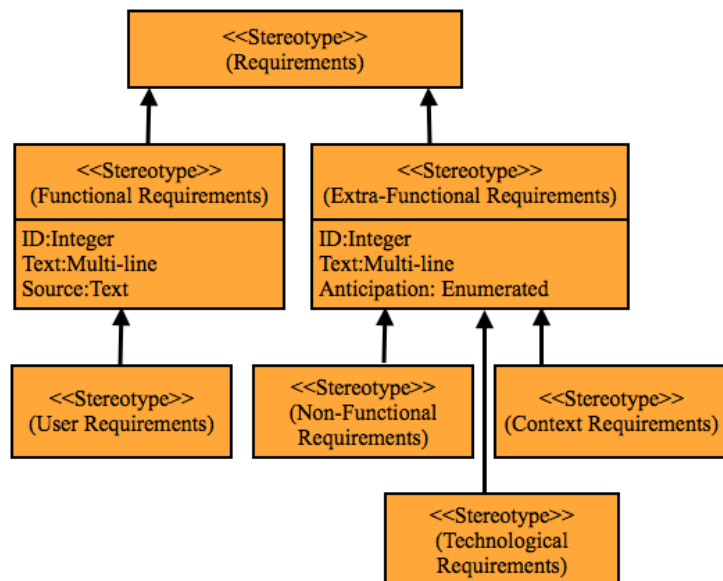 <<Stereotype>>
(Requirements)
<<Stereotype>>
(Functional Requirements)
ID:Integer
Text:Multi-line
Source:Text
<<Stereotype>>
(Extra-Functional Requirements)
ID:Integer
Text:Multi-line
Anticipation: Enumerated
<<Stereotype>>
(User Requirements)
<<Stereotype>>
(Non-Functional
Requirements)
<<Stereotype>>
(Context Requirements)
<<Stereotype>>
(Technological
Requirements)